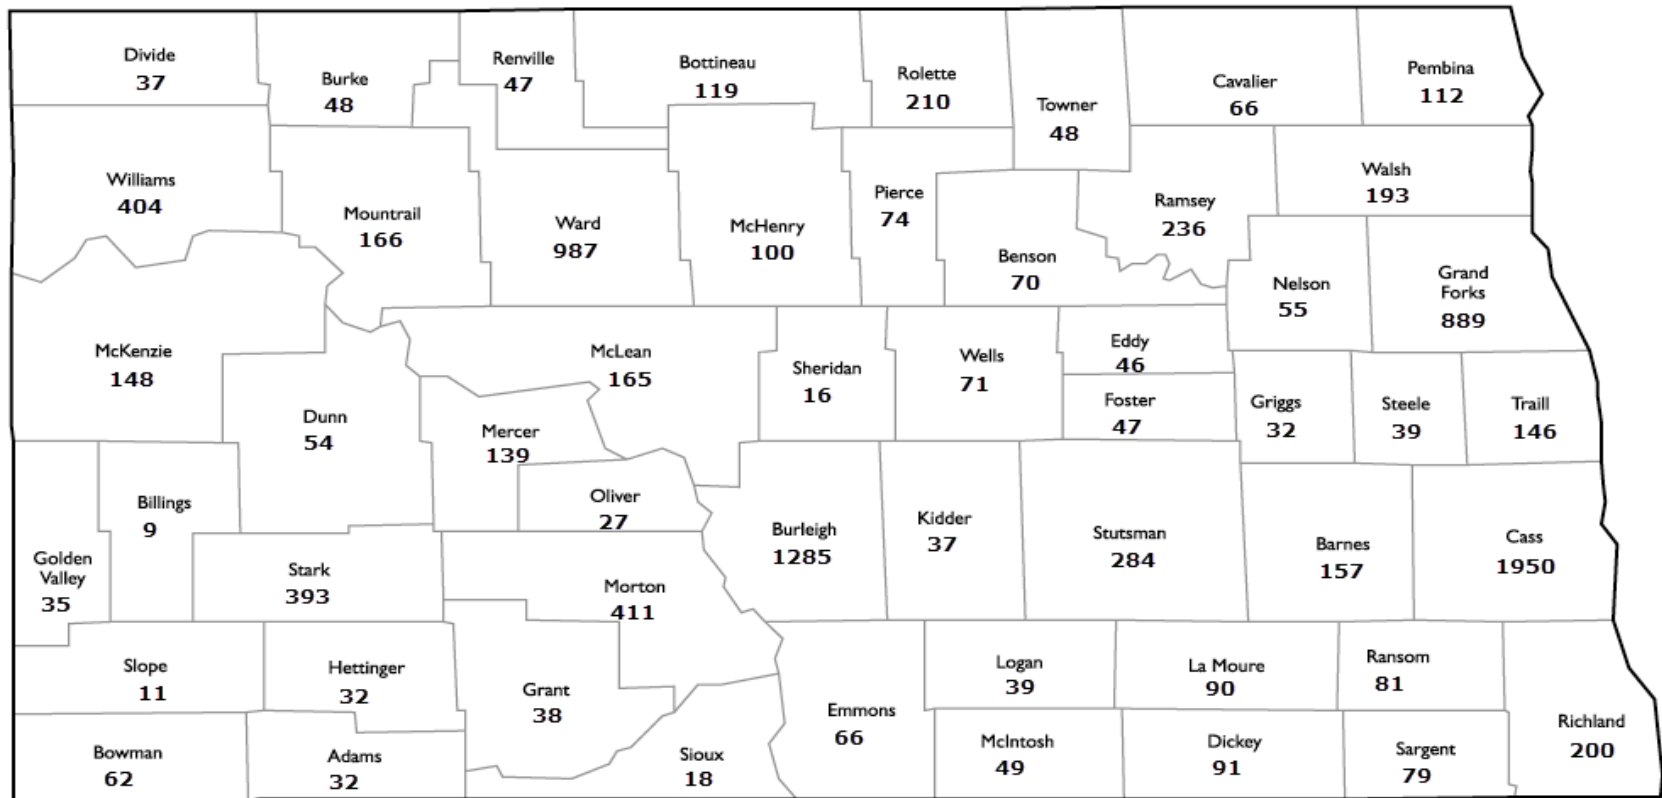 Divide
37
Burke
48
Renville
47
Bottineau
119
Rolette
210
Towner
48
Cavalier
66
Pembina
112
Williams
404
Mountrail
166
Ward
987
McHenry
100
Pierce
74
Benson
70
Ramsey
236
Walsh
193
Nelson
55
Grand
Forks
889
McKenzie
148
Dunn
54
McLean
165
Mercer
139
Oliver
27
Sheridan
16
Wells
71
Eddy
46
Foster
47
Griggs
32
Steele
39
Traill
146
Golden
Valley
35
Billings
9
Stark
393
Morton
411
Burleigh
1285
Kidder
37
Stutsman
284
Barnes
157
Cass
1950
Slope
11
Hettinger
32
Grant
38
Emmons
66
Logan
39
La Moure
90
Ransom
81
Richland
200
Bowman
62
Adams
32
Sioux
18
McIntosh
49
Dickey
91
Sargent
79